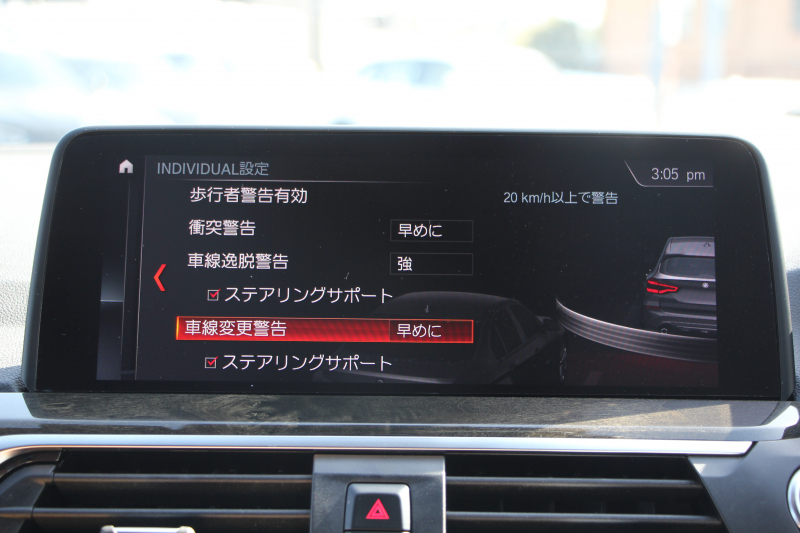 INDIVIDUAL設定
3:05 pm
歩行者警告有効
20 km/h以上で警告
衝突警告 早めに
車線逸脱警告 強
ステアリングサポート
車線変更警告 早めに
ステアリングサポート